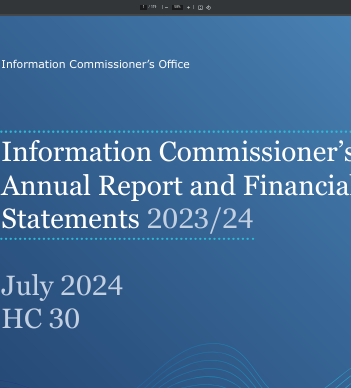 Information Commissioner's Office
Information Commissioner's
Annual Report and Financial
Statements 2023/24
July 2024
HC 30